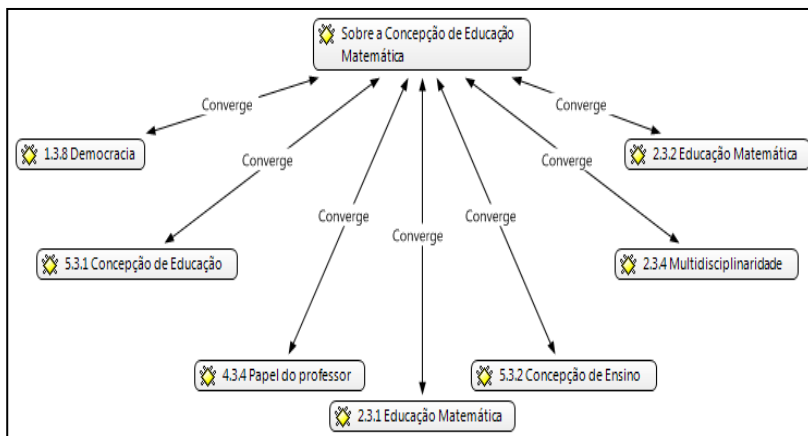 Sobre a Concepção de Educação
Matemática
Converge
Converge
1.3.8 Democracia
2.3.2 Educação Matemática
Converge
Converge
Converge
Converge
Converge
5.3.1 Concepção de Educação
2.3.4 Multidisciplinaridade
4.3.4 Papel do professor
5.3.2 Concepção de Ensino
2.3.1 Educação Matemática